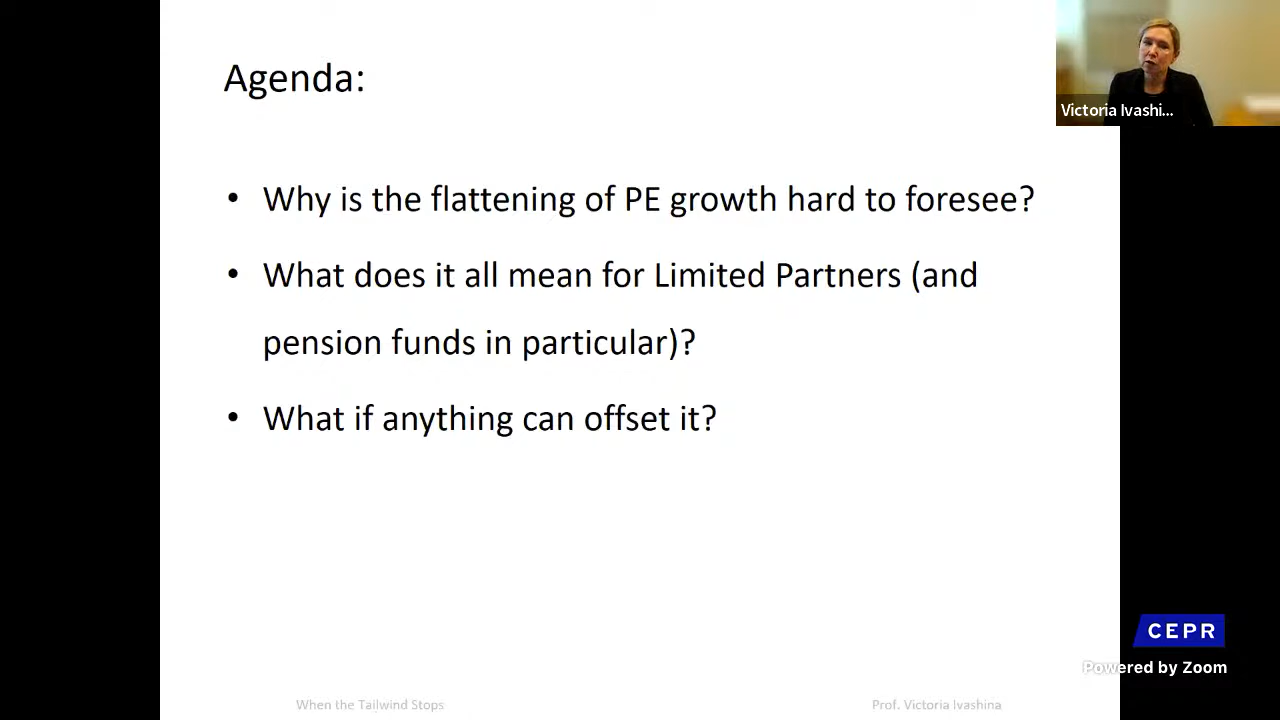 Agenda:
Victoria Ivashi...
• Why is the flattening of PE growth hard to foresee?
• What does it all mean for Limited Partners (and
pension funds in particular)?
• What if anything can offset it?
CEPR
Powered by Zoom
When the Tailwind Stops
Prof. Victoria Ivashina